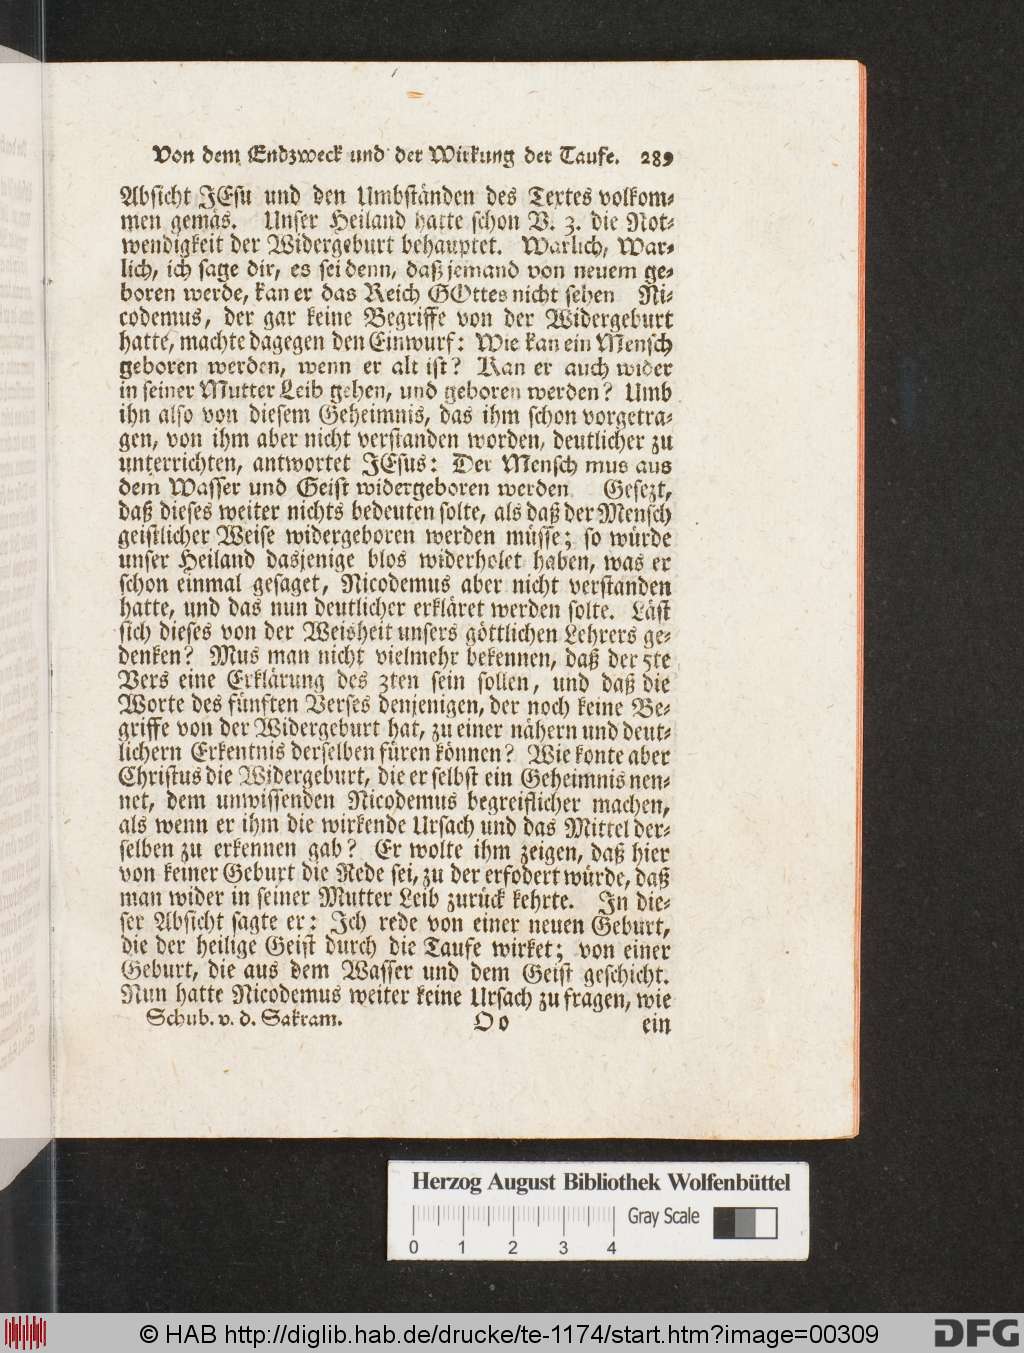 Von dem Endzweck und der Wirkung der Taufe. 289
Absicht JEsu und den Umbständen des Textes volkom-
men gemäs. Unser Heiland hatte schon V. 3. die Not-
wendigkeit der Widergeburt behauptet. Warlich, War-
lich, ich sage dir, es sei denn, daß jemand von neuem ge-
boren werde, kan er das Reich GOttes nicht sehen Ni-
codemus, der gar keine Begriffe von der Widergeburt
hatte, machte dagegen den Einwurf: Wie kan ein Mensch
geboren werden, wenn er alt ist? Kan er auch wider
in seiner Mutter Leib gehen, und geboren werden? Umb
ihn also von diesem Geheimnis, das ihm schon vorgetra-
gen, von ihm aber nicht verstanden worden, deutlicher zu
unterrichten, antwortet JEsus: Der Mensch mus aus
dem Wasser und Geist widergeboren werden Gesezt,
daß dieses weiter nichts bedeuten solte, als daß der Mensch
geistlicher Weise widergeboren werden müsse; so würde
unser Heiland dasjenige blos widerholet haben, was er
schon einmal gesaget, Nicodemus aber nicht verstanden
hatte, und das nun deutlicher erkläret werden solte. Läst
sich dieses von der Weisheit unsers göttlichen Lehrers ge-
denken? Mus man nicht vielmehr bekennen, daß der 5te
Vers eine Erklärung des 3ten sein sollen, und daß die
Worte des fünften Verses denjenigen, der noch keine Be-
griffe von der Widergeburt hat, zu einer nähern und deut-
lichern Erkentnis derselben füren können? Wie konte aber
Christus die Widergeburt, die er selbst ein Geheimnis nen-
net, dem unwissenden Nicodemus begreiflicher machen,
als wenn er ihm die wirkende Ursach und das Mittel der-
selben zu erkennen gab? Er wolte ihm zeigen, daß hier
von keiner Geburt die Rede sei, zu der erfodert würde, daß
man wider in seiner Mutter Leib zurück kehrte. In die-
ser Absicht sagte er: Ich rede von einer neuen Geburt,
die der heilige Geist durch die Taufe wirket; von einer
Geburt, die aus dem Wasser und dem Geist geschicht.
Nun hatte Nicodemus weiter keine Ursach zu fragen, wie
Schub. v. d. Sakram. Oo ein
Herzog August Bibliothek Wolfenbüttel
Gray Scale
0 1 2 3 4
© HAB http://diglib.hab.de/drucke/te-1174/start.htm?image=00309
DFG